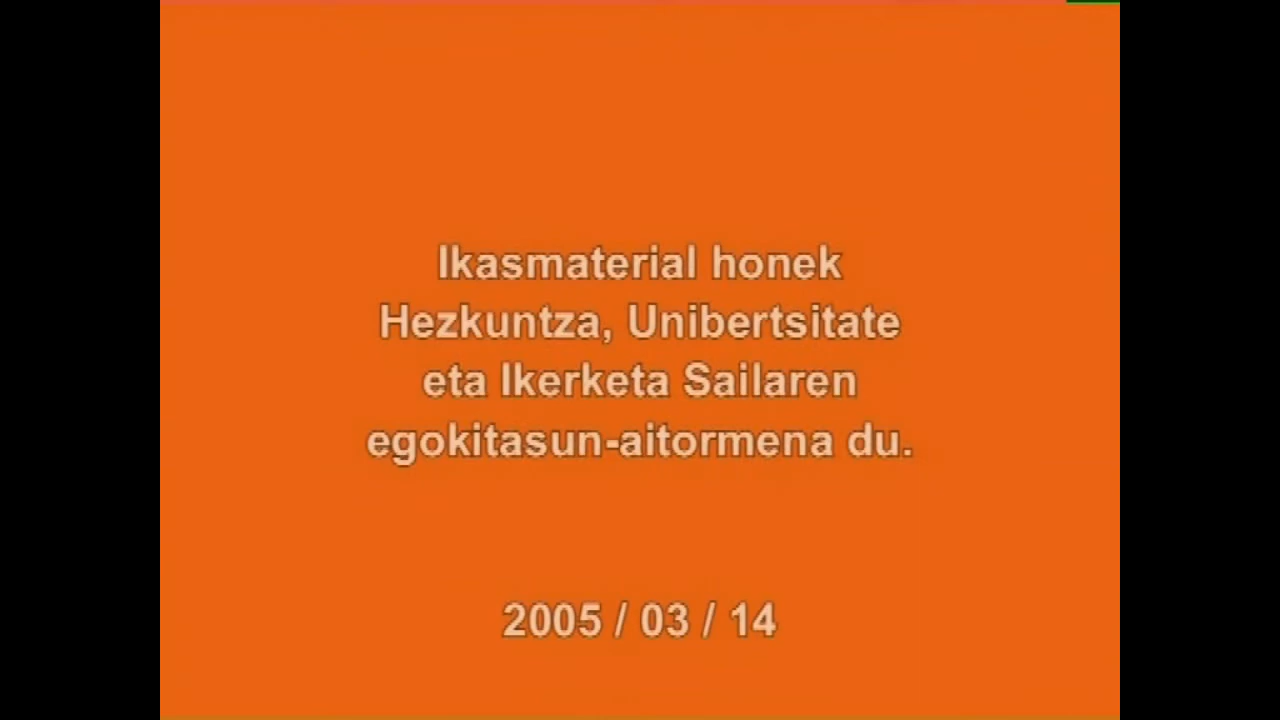 Ikasmaterial honek
Hezkuntza, Unibertsitate
eta Ikerketa Sailaren
egokitasun-aitormena du.
2005 / 03 / 14